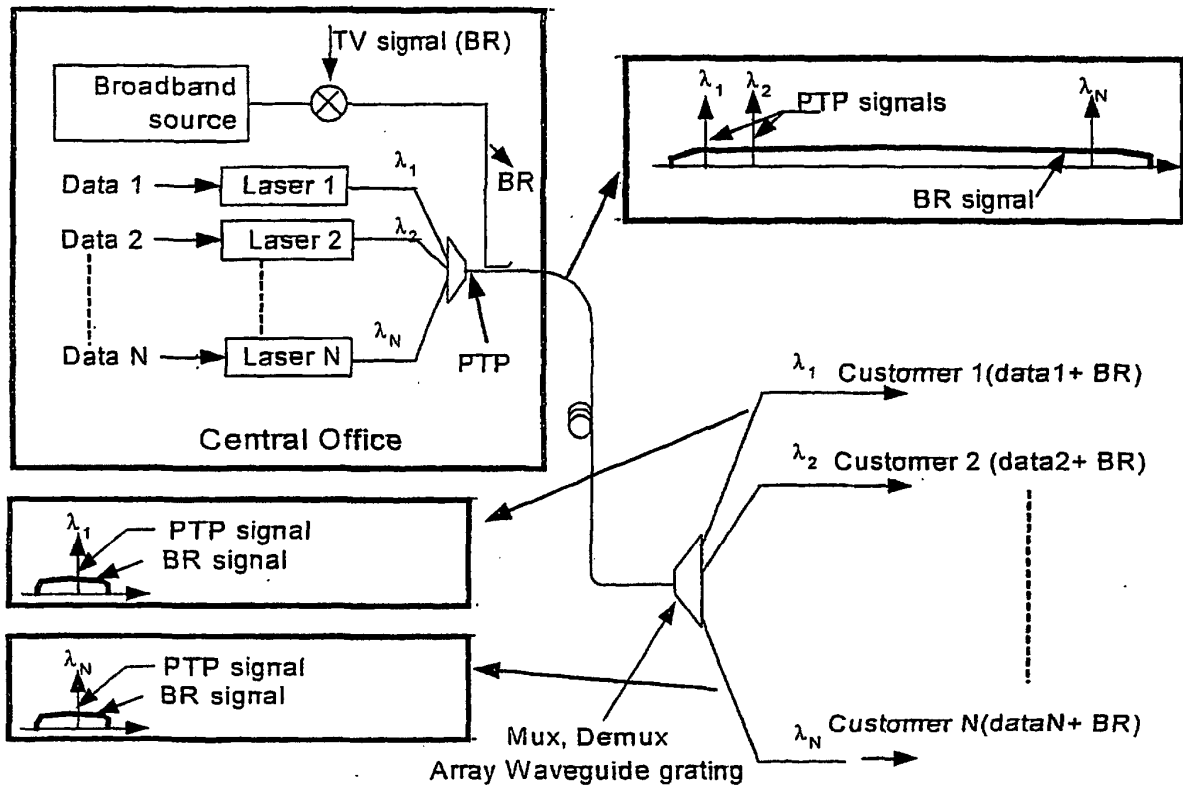 TV signal (BR)
Broadband
source
BR
Data 1
Laser 1
λ1
Data 2
Laser 2
λ2
Data N
Laser N
λN
PTP
Central Office
λ1
λ2
λN
PTP signals
BR signal
λ1 Customer 1(data1+ BR)
λ2 Customer 2 (data2+ BR)
λN Customer N(dataN+ BR)
λ1
PTP signal
BR signal
λN
PTP signal
BR signal
Mux, Demux
Array Waveguide grating